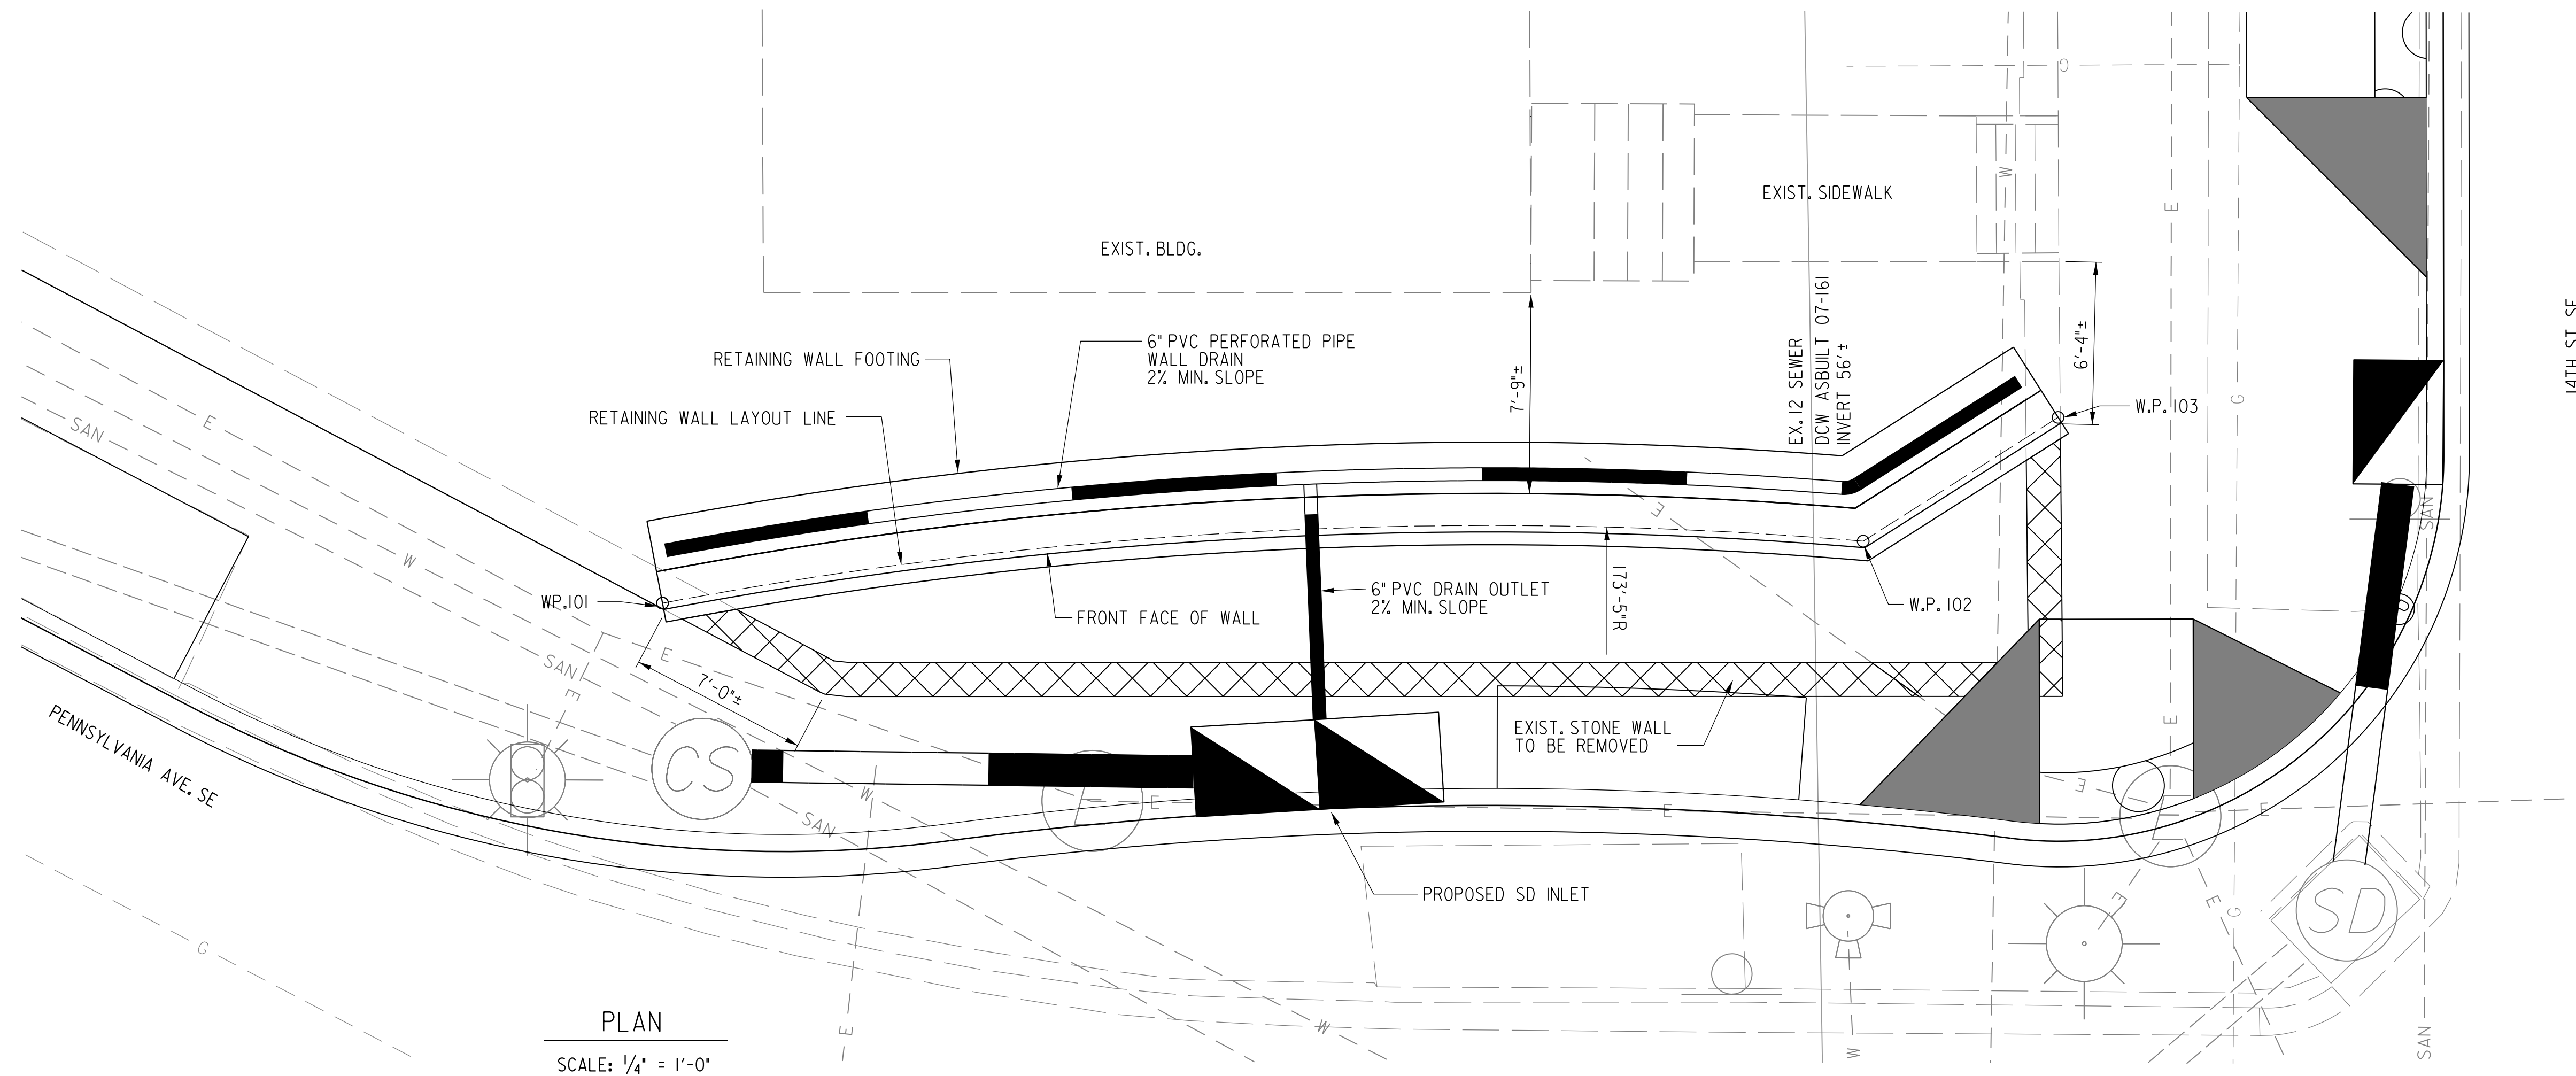 G
W
E
EXIST. SIDEWALK
EXIST. BLDG.
14TH ST SE
EX. 12 SEWER
DCW ASBUILT 07-161
INVERT 56'±
6'-4"±
7'-9"±
6" PVC PERFORATED PIPE
WALL DRAIN
2% MIN. SLOPE
RETAINING WALL FOOTING
RETAINING WALL LAYOUT LINE
W.P. 103
G
E
SAN
W
E
SAN
WP.101
FRONT FACE OF WALL
6" PVC DRAIN OUTLET
2% MIN. SLOPE
173'-5"R
W.P. 102
SAN
E
E
7'-0"±
PENNSYLVANIA AVE. SE
CS
W
SAN
E
E
EXIST. STONE WALL
TO BE REMOVED
E
E
E
PROPOSED SD INLET
E
E
G
SD
G
E
W
W
SAN
PLAN
SCALE: 1/4" = 1'-0"